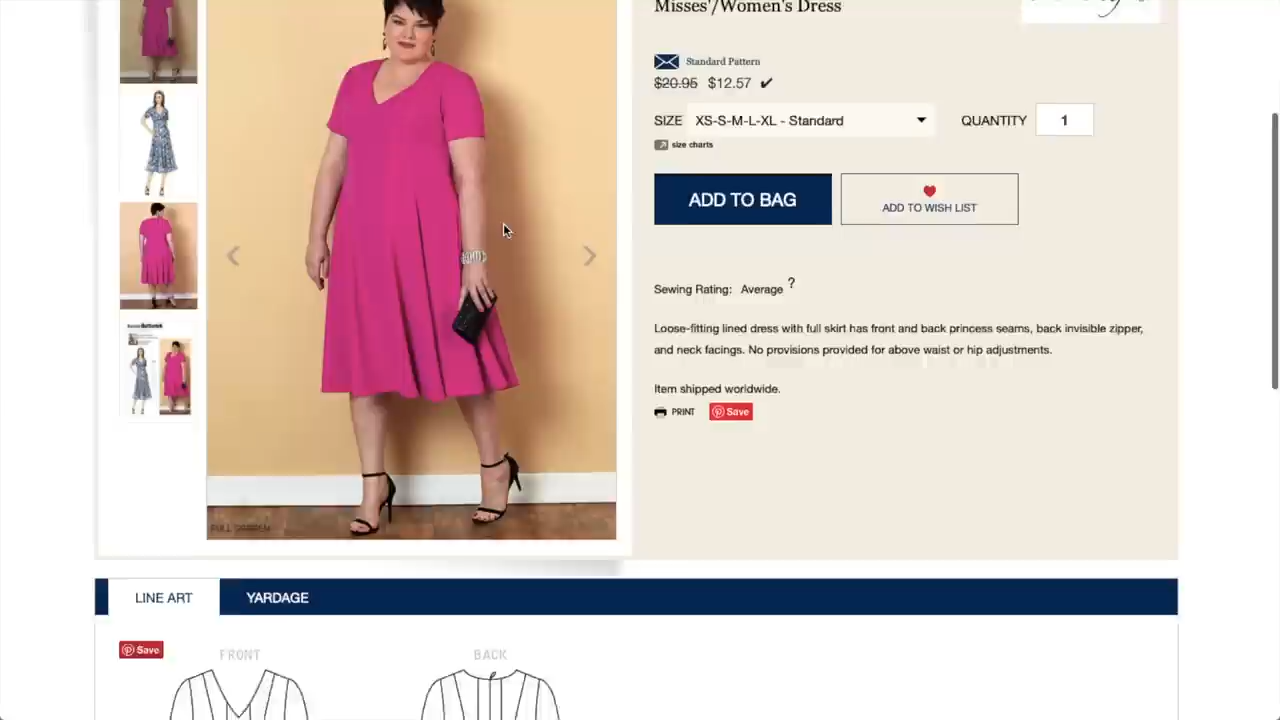 Misses'/Women's Dress
Standard Pattern
$20.95 $12.57 ✔
SIZE XS-S-M-L-XL - Standard QUANTITY 1
size charts
ADD TO BAG
ADD TO WISH LIST
Sewing Rating: Average ?
Loose-fitting lined dress with full skirt has front and back princess seams, back invisible zipper,
and neck facings. No provisions provided for above waist or hip adjustments.
Item shipped worldwide.
PRINT Save
FULL SCREEN
Butterick
LINE ART YARDAGE
Save
FRONT BACK